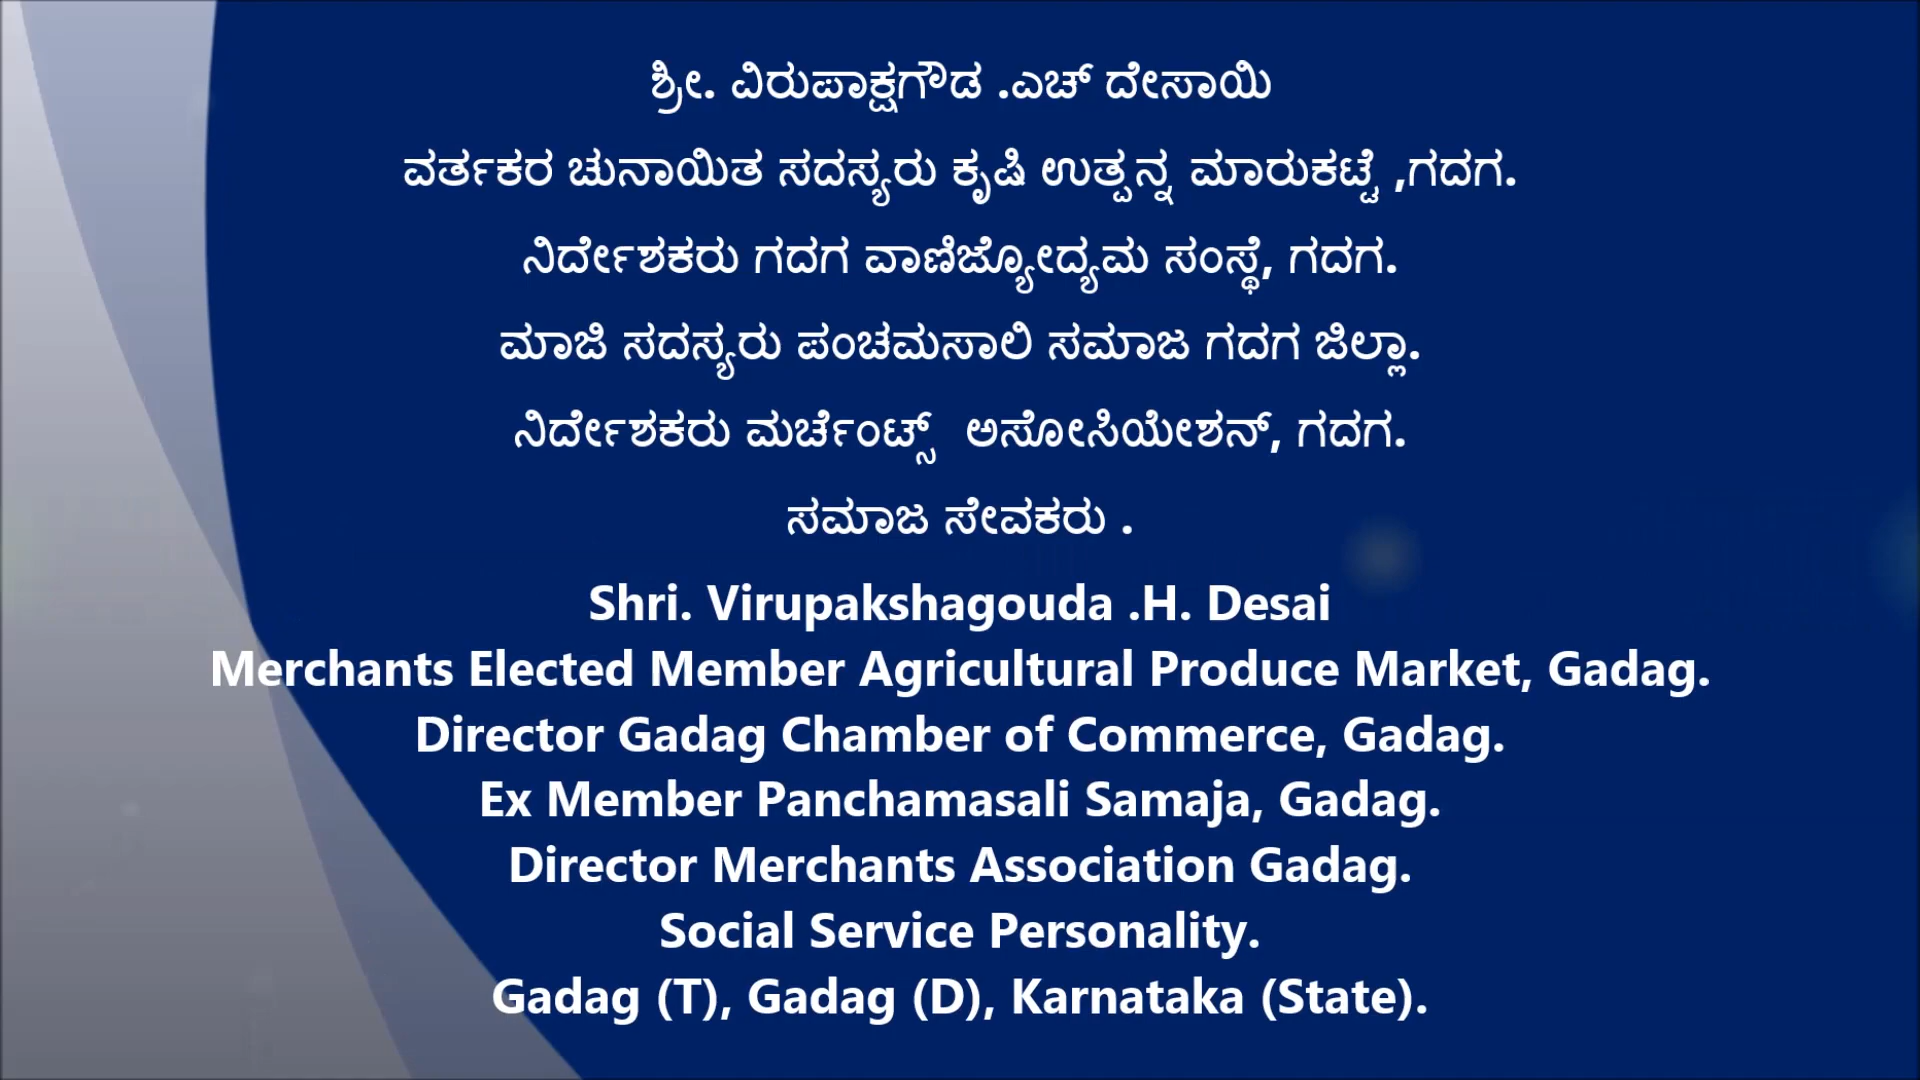 ಶ್ರೀ. ವಿರುಪಾಕ್ಷಗೌಡ .ಎಚ್ ದೇಸಾಯಿ
ವರ್ತಕರ ಚುನಾಯಿತ ಸದಸ್ಯರು ಕೃಷಿ ಉತ್ಪನ್ನ ಮಾರುಕಟ್ಟೆ ,ಗದಗ.
ನಿರ್ದೇಶಕರು ಗದಗ ವಾಣಿಜ್ಯೋದ್ಯಮ ಸಂಸ್ಥೆ, ಗದಗ.
ಮಾಜಿ ಸದಸ್ಯರು ಪಂಚಮಸಾಲಿ ಸಮಾಜ ಗದಗ ಜಿಲ್ಲಾ.
ನಿರ್ದೇಶಕರು ಮರ್ಚೆಂಟ್ಸ್ ಅಸೋಸಿಯೇಶನ್, ಗದಗ.
ಸಮಾಜ ಸೇವಕರು .
Shri. Virupakshagouda .H. Desai
Merchants Elected Member Agricultural Produce Market, Gadag.
Director Gadag Chamber of Commerce, Gadag.
Ex Member Panchamasali Samaja, Gadag.
Director Merchants Association Gadag.
Social Service Personality.
Gadag (T), Gadag (D), Karnataka (State).